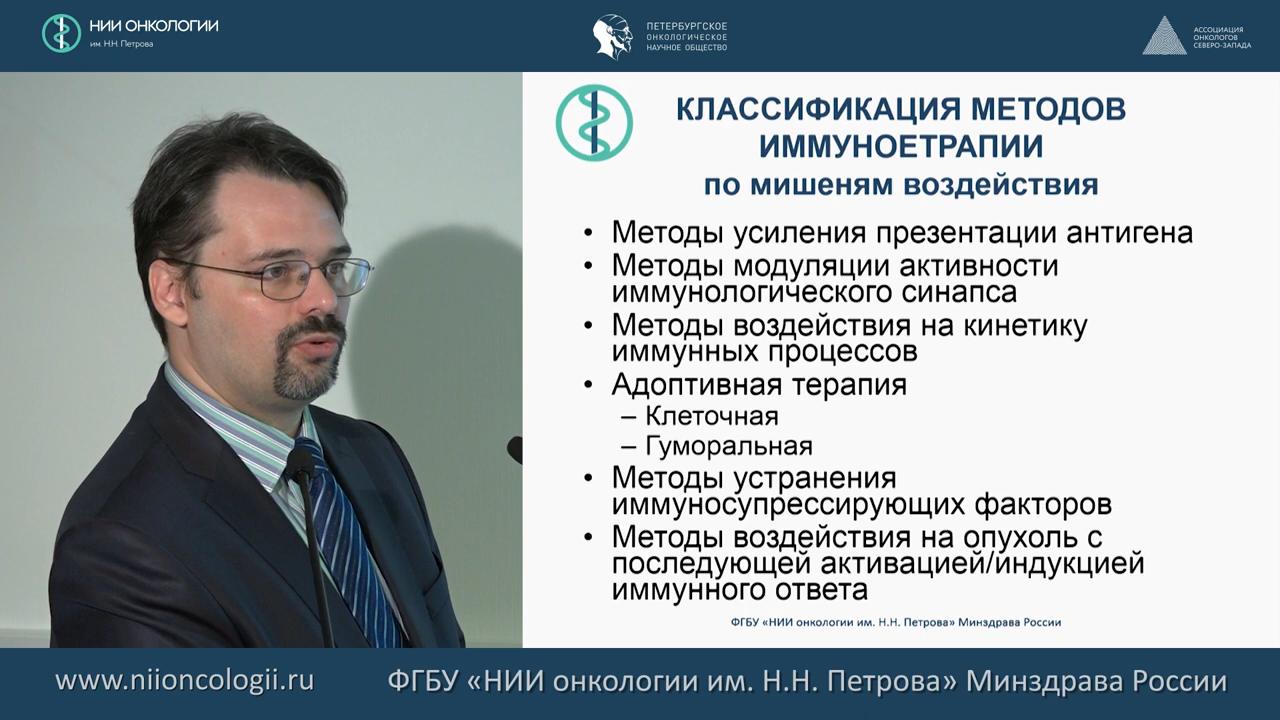 НИИ ОНКОЛОГИИ
им. Н.Н. Петрова
ПЕТЕРБУРГСКОЕ
ОНКОЛОГИЧЕСКОЕ
НАУЧНОЕ ОБЩЕСТВО
АССОЦИАЦИЯ
ОНКОЛОГОВ
СЕВЕРО-ЗАПАДА
КЛАССИФИКАЦИЯ МЕТОДОВ
ИММУНОЕТРАПИИ
по мишеням воздействия
• Методы усиления презентации антигена
• Методы модуляции активности
иммунологического синапса
• Методы воздействия на кинетику
иммунных процессов
• Адоптивная терапия
– Клеточная
– Гуморальная
• Методы устранения
иммуносупрессирующих факторов
• Методы воздействия на опухоль с
последующей активацией/индукцией
иммунного ответа
ФГБУ «НИИ онкологии им. Н.Н. Петрова» Минздрава России
www.niioncologii.ru
ФГБУ «НИИ онкологии им. Н.Н. Петрова» Минздрава России